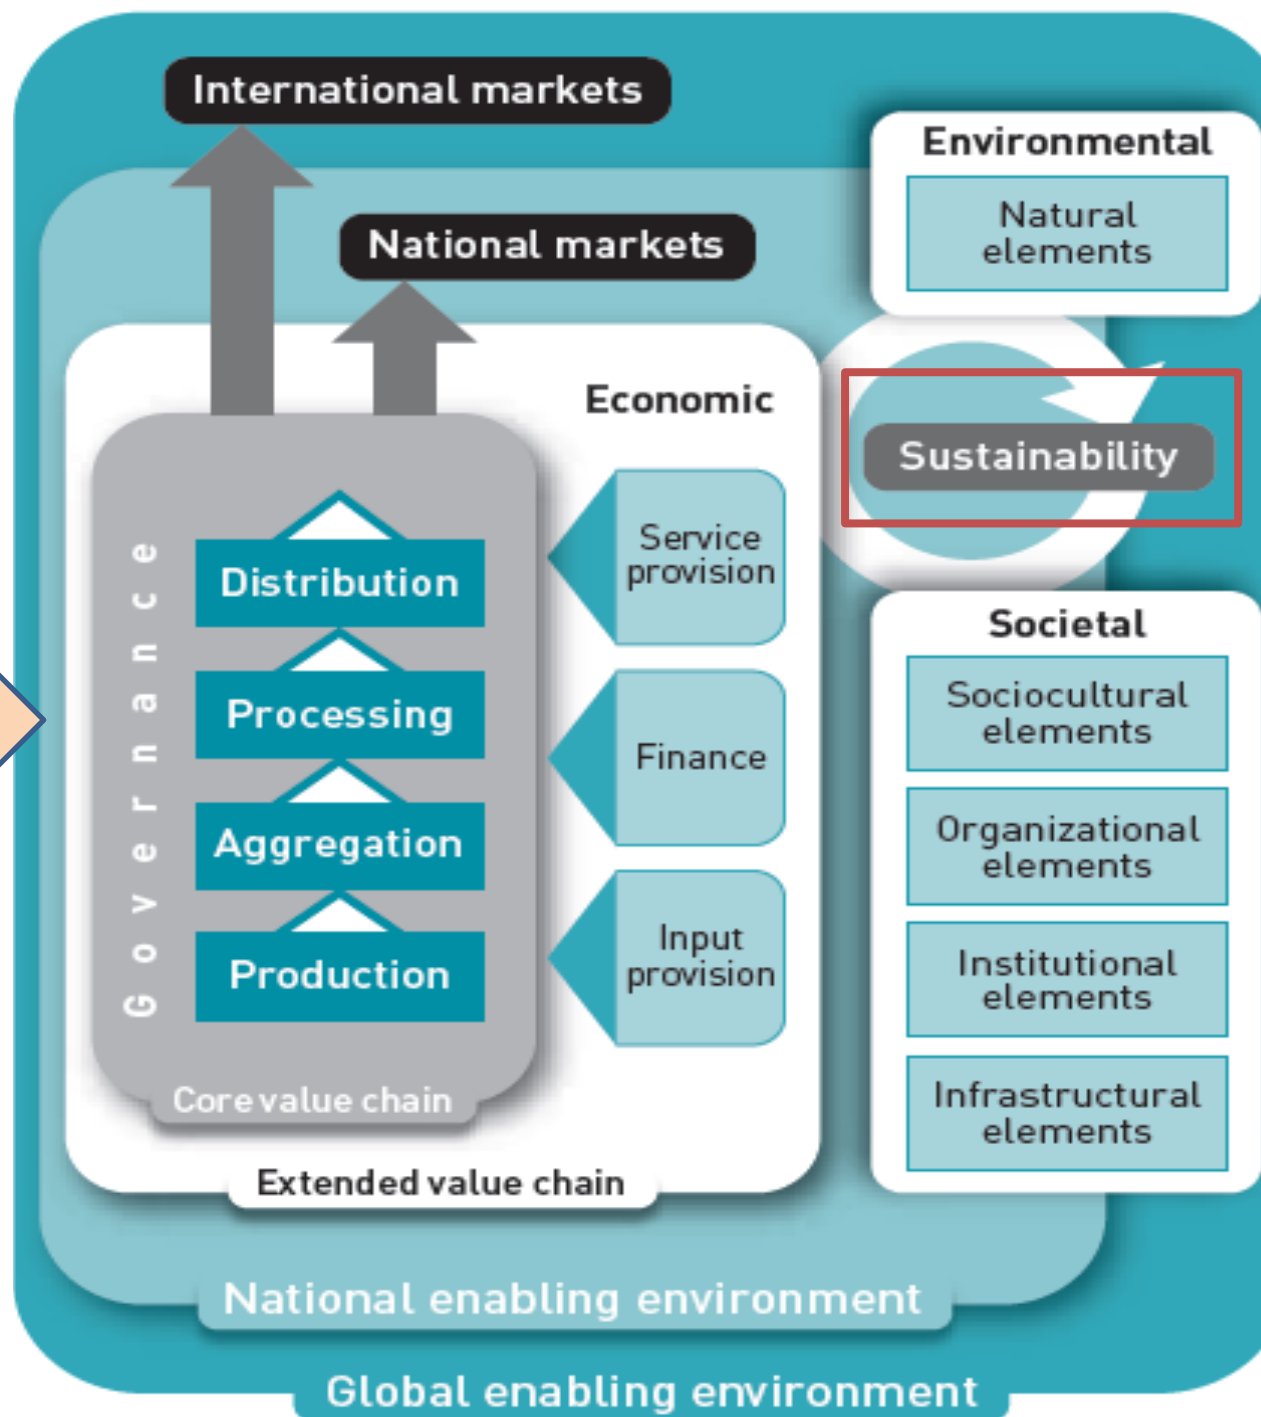 International markets
National markets
Environmental
Natural
elements
Sustainability
Economic
Service
provision
Finance
Input
provision
Governance
Distribution
Processing
Aggregation
Production
Core value chain
Extended value chain
Societal
Sociocultural
elements
Organizational
elements
Institutional
elements
Infrastructural
elements
National enabling environment
Global enabling environment